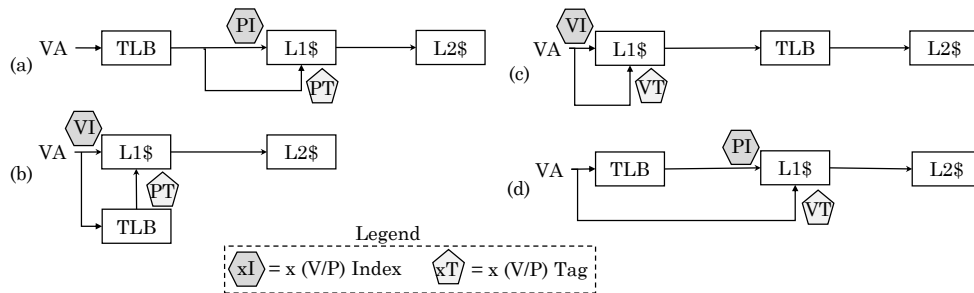 (a)
VA
TLB
PI
L1$
PT
L2$
(b)
VA
VI
L1$
PT
TLB
L2$
(c)
VA
VI
L1$
VT
TLB
L2$
(d)
VA
TLB
PI
L1$
VT
L2$
Legend
xI = x (V/P) Index
xT = x (V/P) Tag